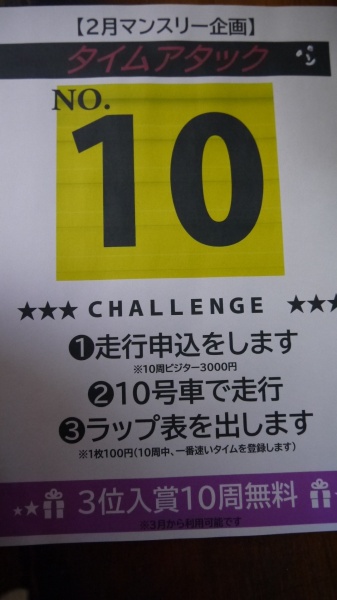 【2月マンスリー企画】
タイムアタック
NO.
10
★★★ CHALLENGE ★★★
❶走行申込をします
※10周ビジター3000円
❷10号車で走行
❸ラップ表を出します
※1枚100円(10周中、一番速いタイムを登録します)
3位入賞10周無料
※3月から利用可能です